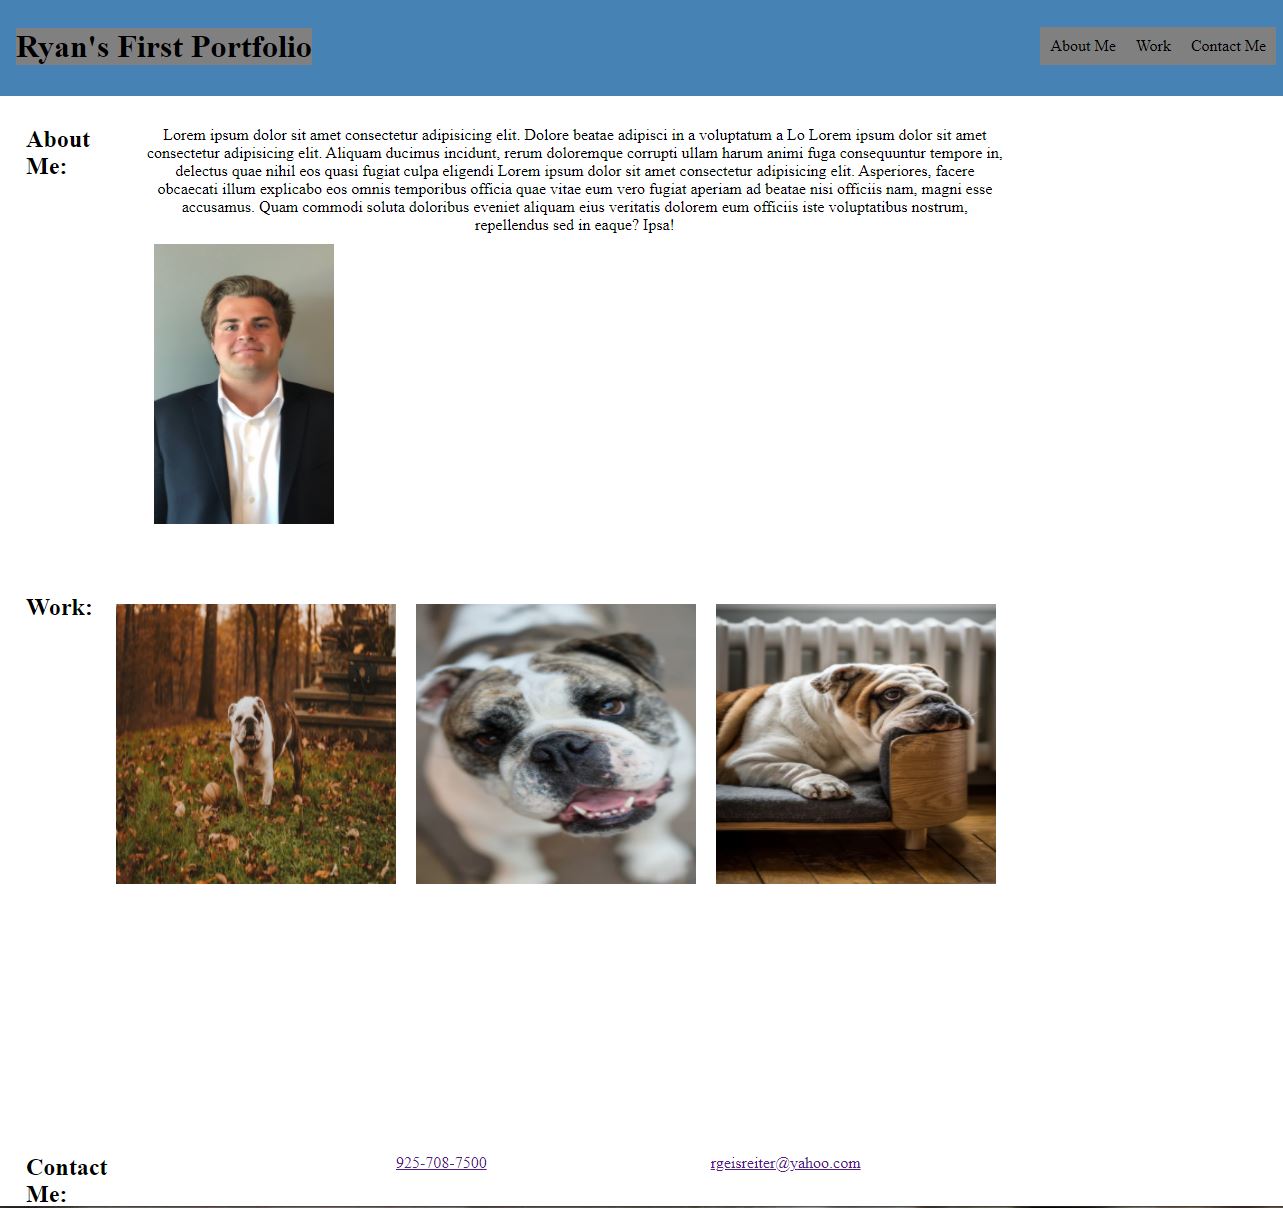 Ryan's First Portfolio
About Me Work Contact Me
About
Me:
Lorem ipsum dolor sit amet consectetur adipisicing elit. Dolore beatae adipisci in a voluptatum a Lo Lorem ipsum dolor sit amet
consectetur adipisicing elit. Aliquam ducimus incidunt, rerum doloremque corrupti ullam harum animi fuga consequuntur tempore in,
delectus quae nihil eos quasi fugiat culpa eligendi Lorem ipsum dolor sit amet consectetur adipisicing elit. Asperiores, facere
obcaecati illum explicabo eos omnis temporibus officia quae vitae eum vero fugiat aperiam ad beatae nisi officiis nam, magni esse
accusamus. Quam commodi soluta doloribus eveniet aliquam eius veritatis dolorem eum officiis iste voluptatibus nostrum,
repellendus sed in eaque? Ipsa!
Work:
Contact
Me:
925-708-7500
rgeisreiter@yahoo.com